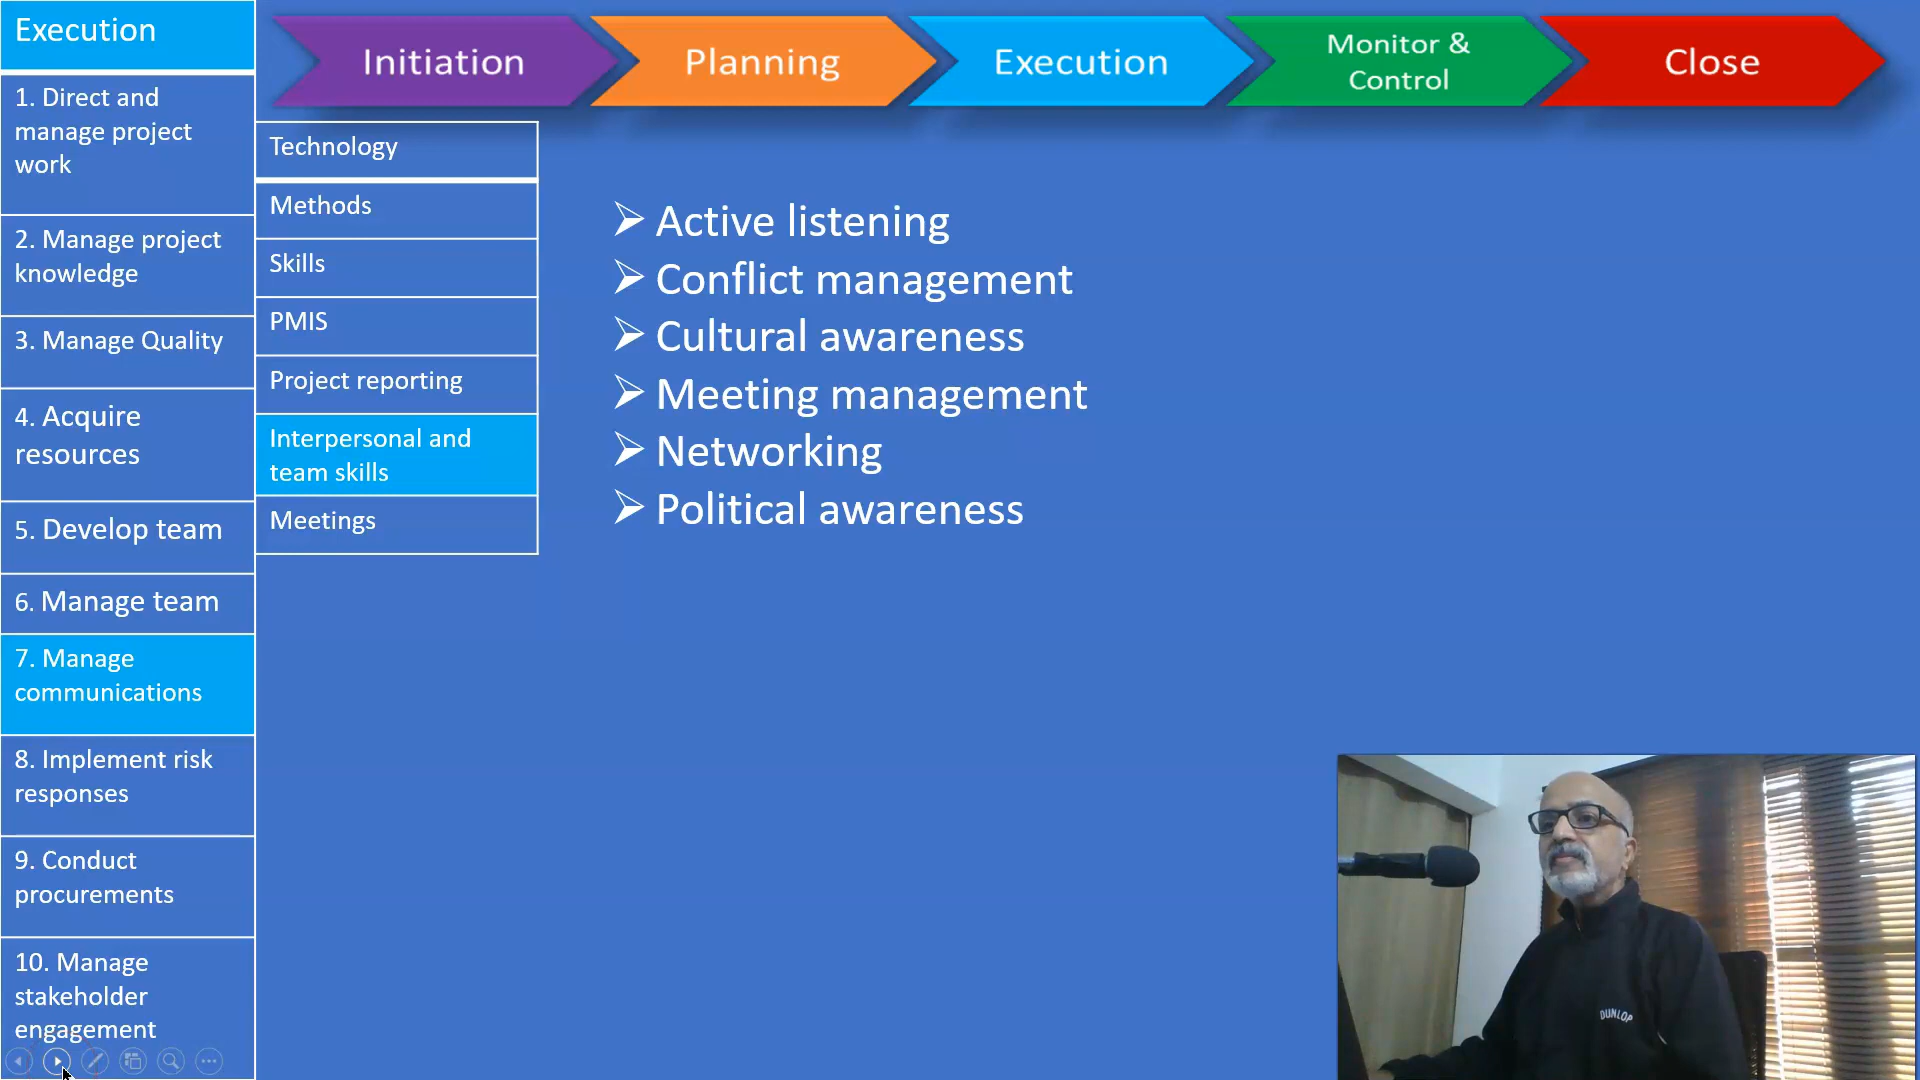 Execution
1. Direct and
manage project
work
2. Manage project
knowledge
3. Manage Quality
4. Acquire
resources
5. Develop team
6. Manage team
7. Manage
communications
8. Implement risk
responses
9. Conduct
procurements
10. Manage
stakeholder
engagement
Initiation
Planning
Execution
Monitor &
Control
Close
Technology
Methods
Skills
PMIS
Project reporting
Interpersonal and
team skills
Meetings
➢ Active listening
➢ Conflict management
➢ Cultural awareness
➢ Meeting management
➢ Networking
➢ Political awareness
DUNLOP